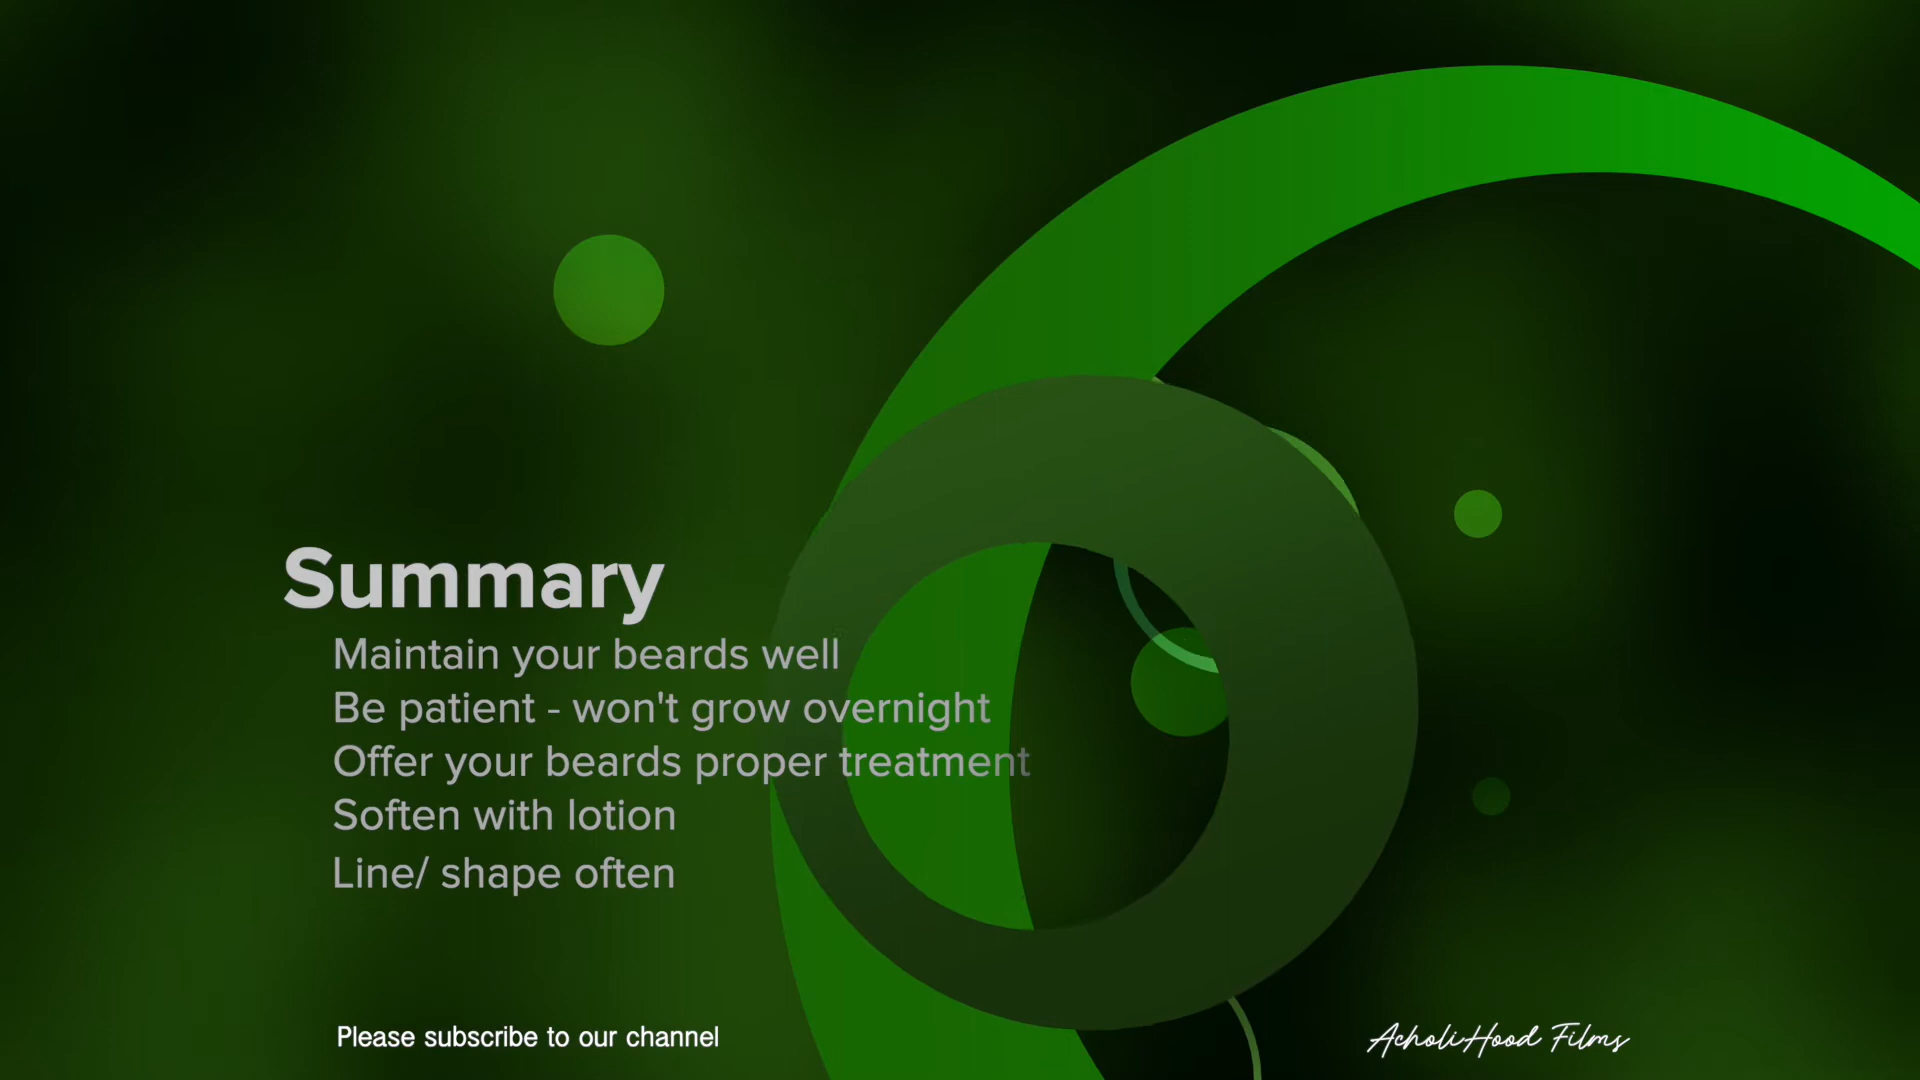 Summary
Maintain your beards well
Be patient - won't grow overnight
Offer your beards proper treatment
Soften with lotion
Line/ shape often
Please subscribe to our channel
AcholiHood Films